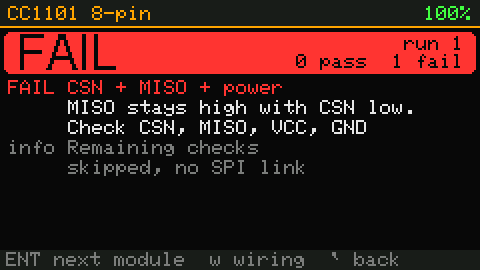 CC1101 8-pin 100%
FAIL run 1
0 pass 1 fail
FAIL CSN + MISO + power
MISO stays high with CSN low.
Check CSN, MISO, VCC, GND
info Remaining checks
skipped, no SPI link
ENT next module w wiring ` back